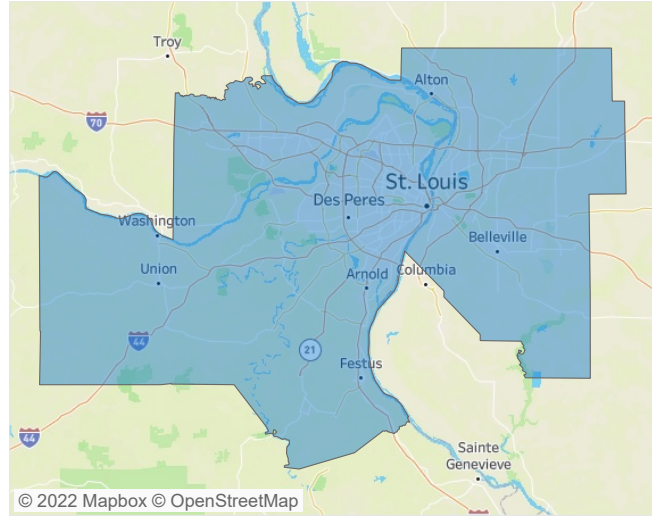 Troy
Alton
70
St. Louis
Des Peres
Washington
Belleville
Union
Arnold
Columbia
44
21
Festus
44
Sainte
Genevieve
© 2022 Mapbox © OpenStreetMap